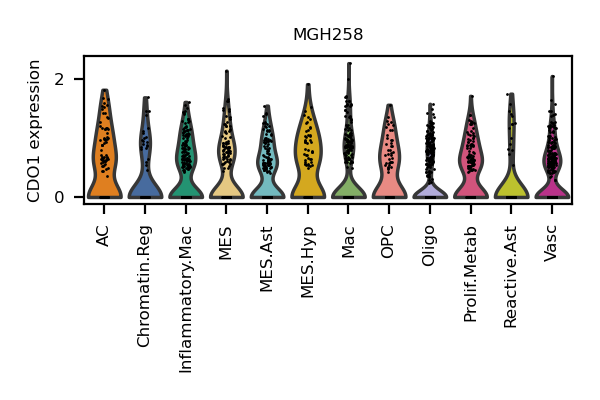 MGH258
CDO1 expression
2
0
AC
Chromatin.Reg
Inflammatory.Mac
MES
MES.Ast
MES.Hyp
Mac
OPC
Oligo
Prolif.Metab
Reactive.Ast
Vasc